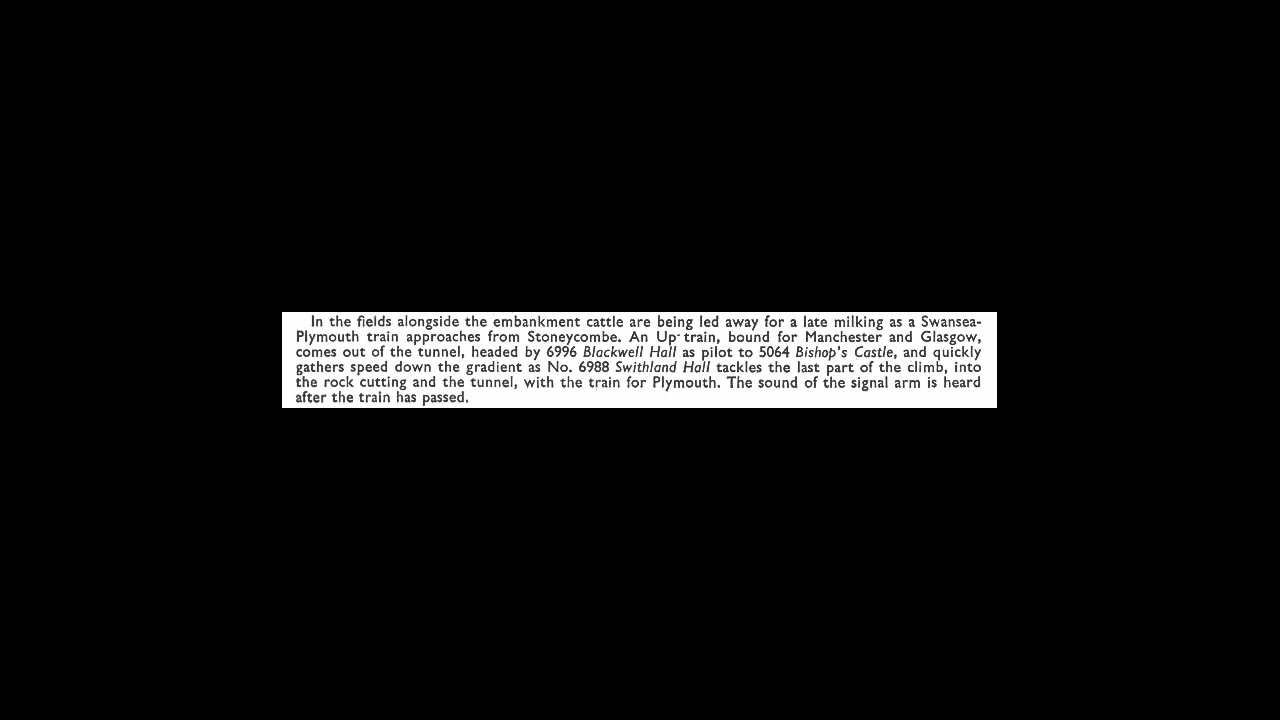 In the fields alongside the embankment cattle are being led away for a late milking as a Swansea-
Plymouth train approaches from Stoneycombe. An Up train, bound for Manchester and Glasgow,
comes out of the tunnel, headed by 6996 Blackwell Hall as pilot to 5064 Bishop's Castle, and quickly
gathers speed down the gradient as No. 6988 Swithland Hall tackles the last part of the climb, into
the rock cutting and the tunnel, with the train for Plymouth. The sound of the signal arm is heard
after the train has passed.